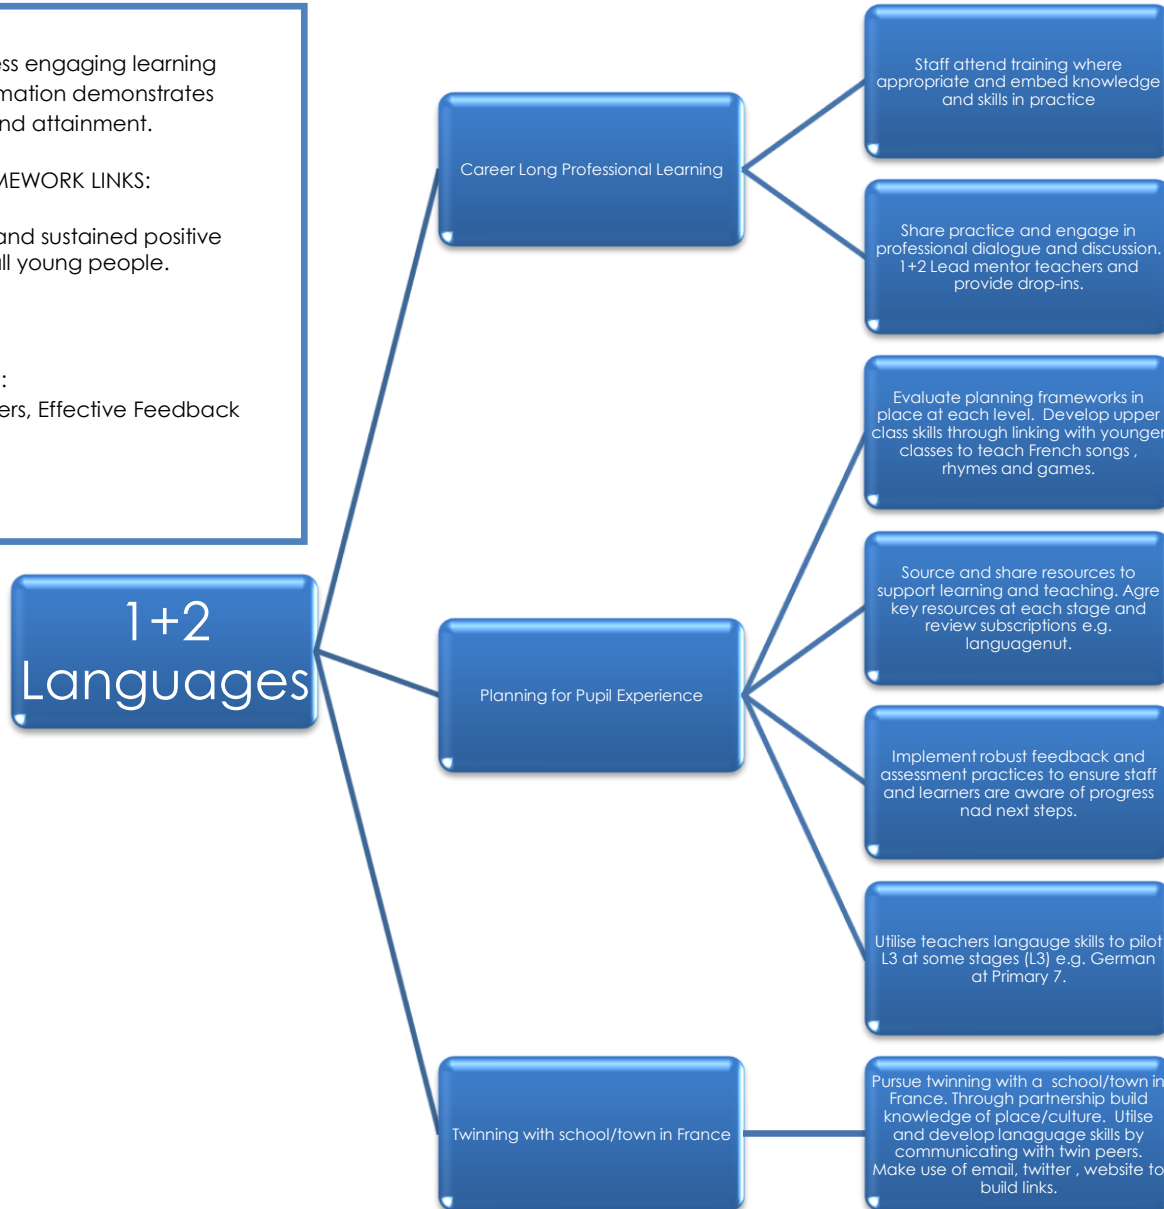 ess engaging learning
mation demonstrates
nd attainment.
MEWORK LINKS:
and sustained positive
all young people.
:
ers, Effective Feedback
1+2
Languages
Career Long Professional Learning
Staff attend training where
appropriate and embed knowledge
and skills in practice
Share practice and engage in
professional dialogue and discussion.
1+2 Lead mentor teachers and
provide drop-ins.
Planning for Pupil Experience
Evaluate planning frameworks in
place at each level. Develop upper
class skills through linking with younger
classes to teach French songs ,
rhymes and games.
Source and share resources to
support learning and teaching. Agre
key resources at each stage and
review subscriptions e.g.
languagenut.
Implement robust feedback and
assessment practices to ensure staff
and learners are aware of progress
nad next steps.
Utilise teachers langauge skills to pilot
L3 at some stages (L3) e.g. German
at Primary 7.
Twinning with school/town in France
Pursue twinning with a school/town in
France. Through partnership build
knowledge of place/culture. Utilse
and develop lanaguage skills by
communicating with twin peers.
Make use of email, twitter , website to
build links.